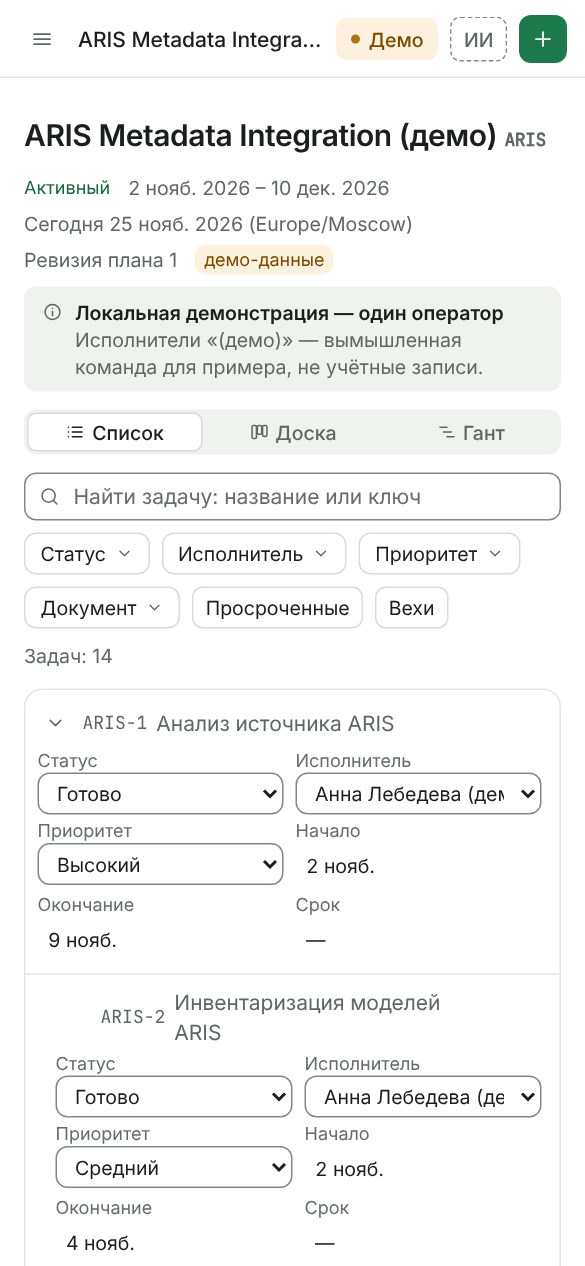 ARIS Metadata Integra...
Демо
ИИ
+
ARIS Metadata Integration (демо) ARIS
Активный 2 нояб. 2026 – 10 дек. 2026
Сегодня 25 нояб. 2026 (Europe/Moscow)
Ревизия плана 1 демо-данные
Локальная демонстрация — один оператор
Исполнители «(демо)» — вымышленная
команда для примера, не учётные записи.
Список Доска Гант
Найти задачу: название или ключ
Статус Исполнитель Приоритет
Документ Просроченные Вехи
Задач: 14
ARIS-1 Анализ источника ARIS
Статус Исполнитель
Готово Анна Лебедева (дем
Приоритет Начало
Высокий 2 нояб.
Окончание Срок
9 нояб. —
ARIS-2 Инвентаризация моделей
ARIS
Статус Исполнитель
Готово Анна Лебедева (де
Приоритет Начало
Средний 2 нояб.
Окончание Срок
4 нояб. —